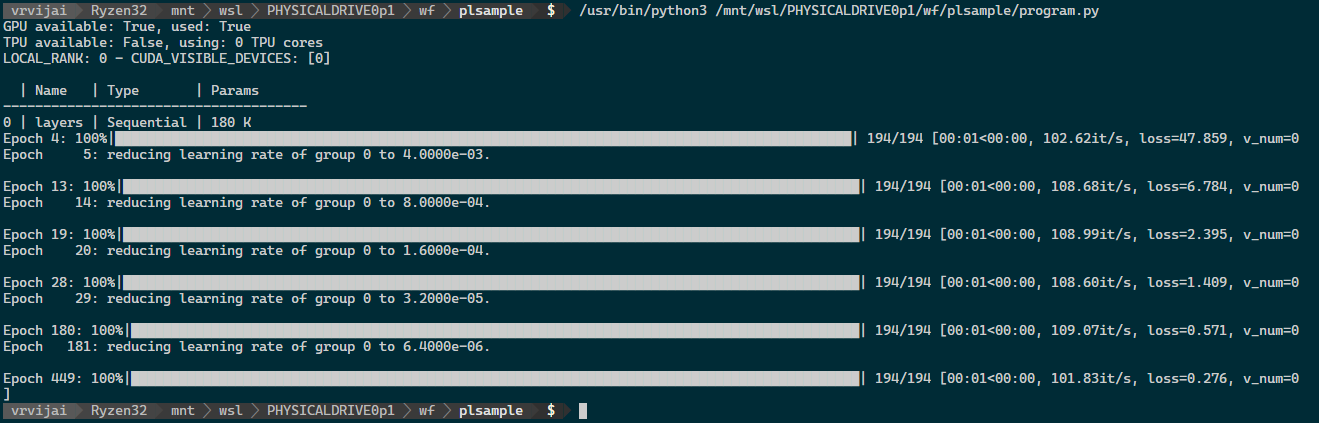 vrvijai Ryzen32 mnt wsl PHYSICALDRIVE0p1 wf plsample $ /usr/bin/python3 /mnt/wsl/PHYSICALDRIVE0p1/wf/plsample/program.py
GPU available: True, used: True
TPU available: False, using: 0 TPU cores
LOCAL_RANK: 0 - CUDA_VISIBLE_DEVICES: [0]
  | Name   | Type       | Params
--------------------------------------
0 | layers | Sequential | 180 K
Epoch 4: 100%|| 194/194 [00:01<00:00, 102.62it/s, loss=47.859, v_num=0
Epoch     5: reducing learning rate of group 0 to 4.0000e-03.
Epoch 13: 100%|| 194/194 [00:01<00:00, 108.68it/s, loss=6.784, v_num=0
Epoch    14: reducing learning rate of group 0 to 8.0000e-04.
Epoch 19: 100%|| 194/194 [00:01<00:00, 108.99it/s, loss=2.395, v_num=0
Epoch    20: reducing learning rate of group 0 to 1.6000e-04.
Epoch 28: 100%|| 194/194 [00:01<00:00, 108.60it/s, loss=1.409, v_num=0
Epoch    29: reducing learning rate of group 0 to 3.2000e-05.
Epoch 180: 100%|| 194/194 [00:01<00:00, 109.07it/s, loss=0.571, v_num=0
Epoch   181: reducing learning rate of group 0 to 6.4000e-06.
Epoch 449: 100%|| 194/194 [00:01<00:00, 101.83it/s, loss=0.276, v_num=0
]
vrvijai Ryzen32 mnt wsl PHYSICALDRIVE0p1 wf plsample $